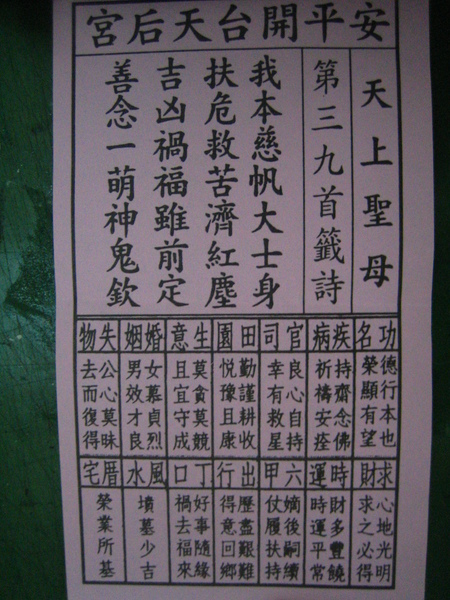 安平開台天后宮
天上聖母
第三九首籤詩
我本慈帆大士身
扶危救苦濟紅塵
吉凶禍福雖前定
善念一萌神鬼欽
功名
德行本也
榮顯有望
疾病
持齋念佛
祈禱安痊
官司
良心自持
幸有救星
田園
勤謹耕收
悅豫且康
生意
莫貪莫競
且宜守成
婚姻
女慕貞烈
男效才良
失物
公心莫昧
去而復得
求財
心地光明
求之必得
時運
財多豐饒
時運平常
六甲
嫡後嗣續
仗履扶持
出行
歷盡艱難
得意回鄉
丁口
好事隨緣
禍去福來
風水
墳墓少吉
厝宅
榮業所基